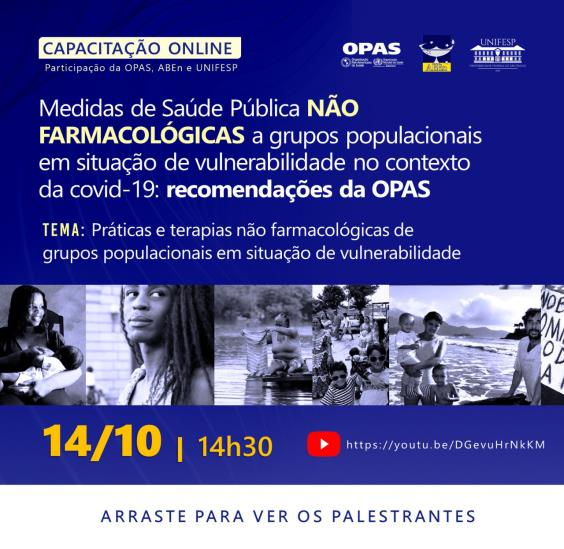 CAPACITAÇÃO ONLINE
Participação da OPAS, ABEn e UNIFESP
OPAS
UNIFESP
Medidas de Saúde Pública NÃO
FARMACOLÓGICAS a grupos populacionais
em situação de vulnerabilidade no contexto
da covid-19: recomendações da OPAS
TEMA: Práticas e terapias não farmacológicas de
grupos populacionais em situação de vulnerabilidade
14/10 | 14h30
https://youtu.be/DGevuHrNkKM
ARRASTE PARA VER OS PALESTRANTES